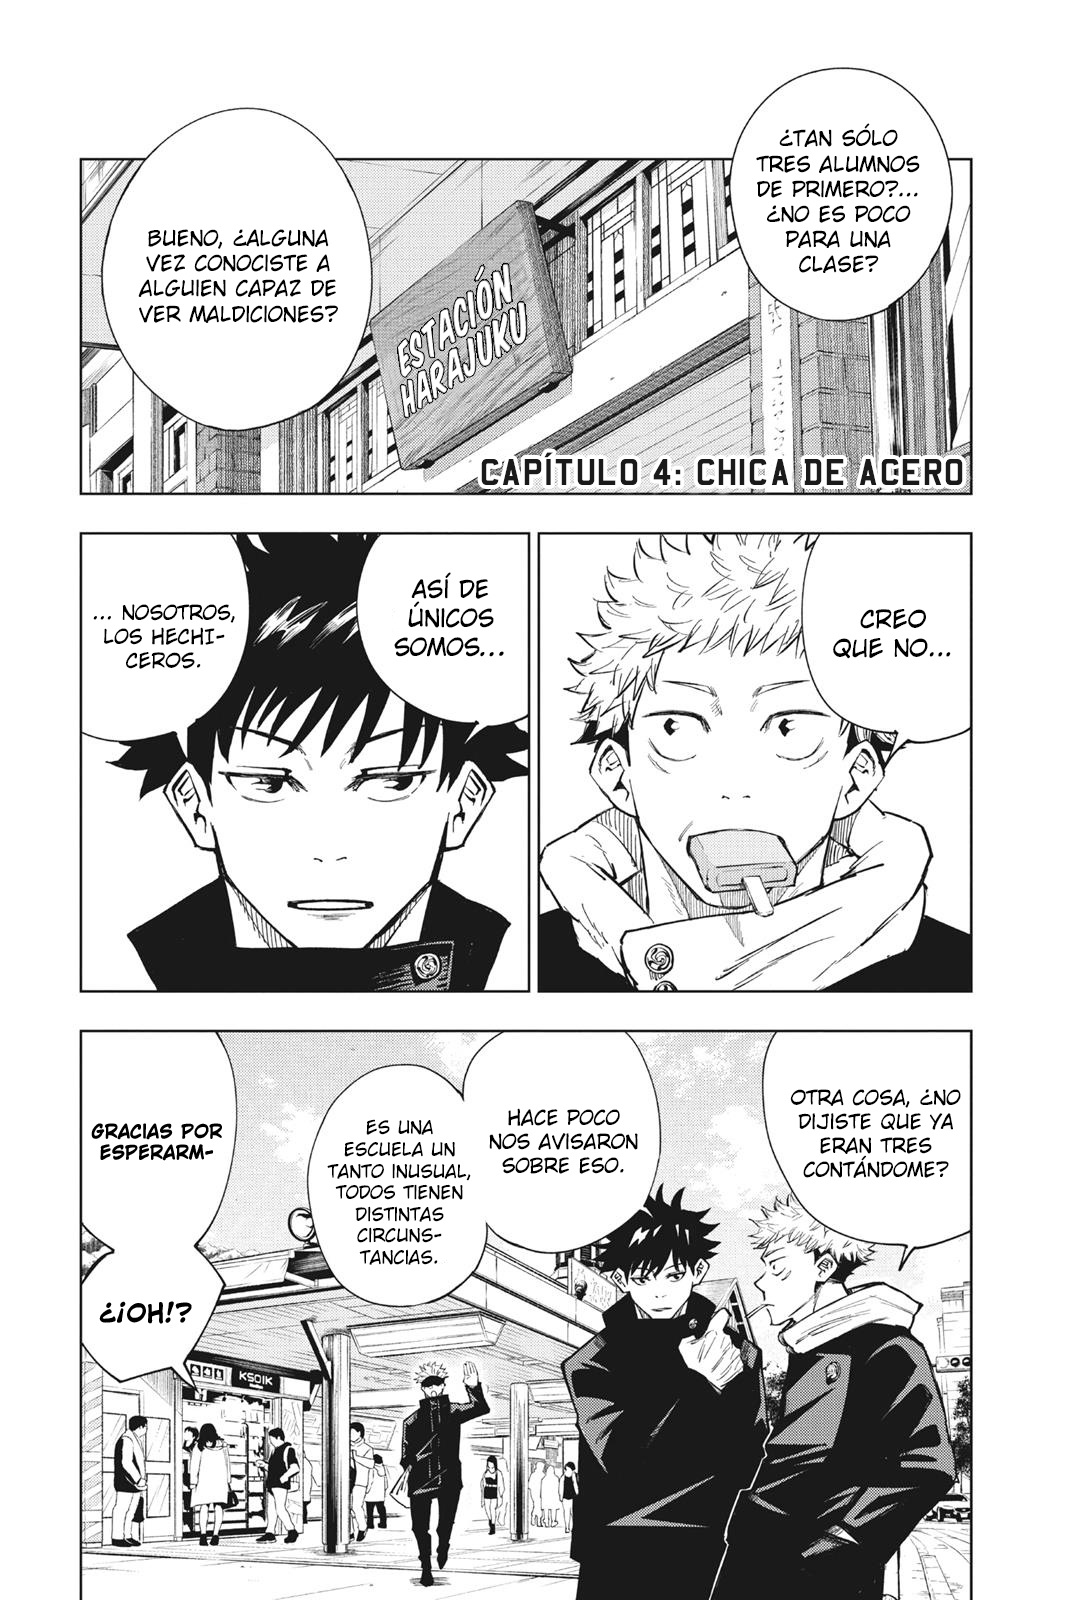 ¿TAN SÓLO
TRES ALUMNOS
DE PRIMERO?...
¿NO ES POCO
PARA UNA
CLASE?
BUENO, ¿ALGUNA
VEZ CONOCISTE A
ALGUIEN CAPAZ DE
VER MALDICIONES?
ESTACIÓN
HARAJUKU
CAPÍTULO 4: CHICA DE ACERO
CREO
QUE NO...
ASÍ DE
ÚNICOS
SOMOS...
... NOSOTROS,
LOS HECHI-
CEROS.
OTRA COSA, ¿NO
DIJISTE QUE YA
ERAN TRES
CONTÁNDOME?
HACE POCO
NOS AVISARON
SOBRE ESO.
ES UNA
ESCUELA UN
TANTO INUSUAL,
TODOS TIENEN
DISTINTAS
CIRCUNS-
TANCIAS.
GRACIAS POR
ESPERARM-
¿¡OH!?
KSOIK